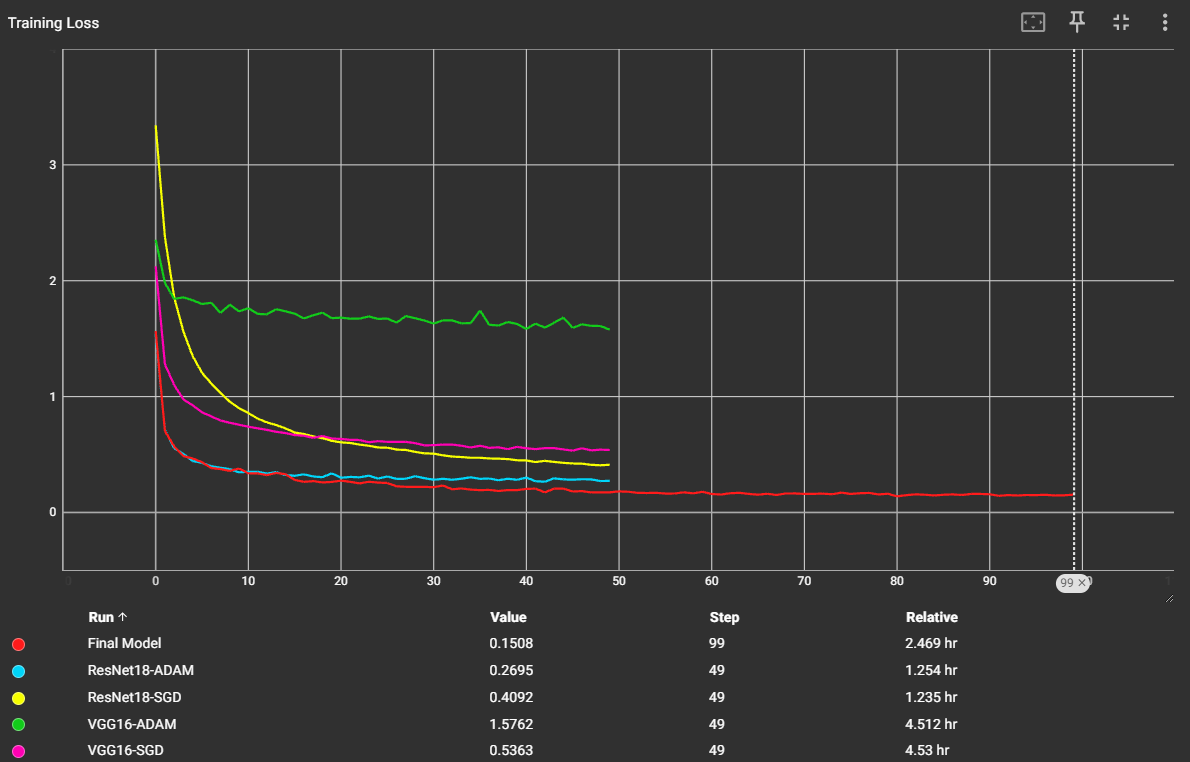 Training Loss
3
2
1
0
0 0 10 20 30 40 50 60 70 80 90 99 × 1
Run ↑ Value Step Relative
Final Model 0.1508 99 2.469 hr
ResNet18-ADAM 0.2695 49 1.254 hr
ResNet18-SGD 0.4092 49 1.235 hr
VGG16-ADAM 1.5762 49 4.512 hr
VGG16-SGD 0.5363 49 4.53 hr